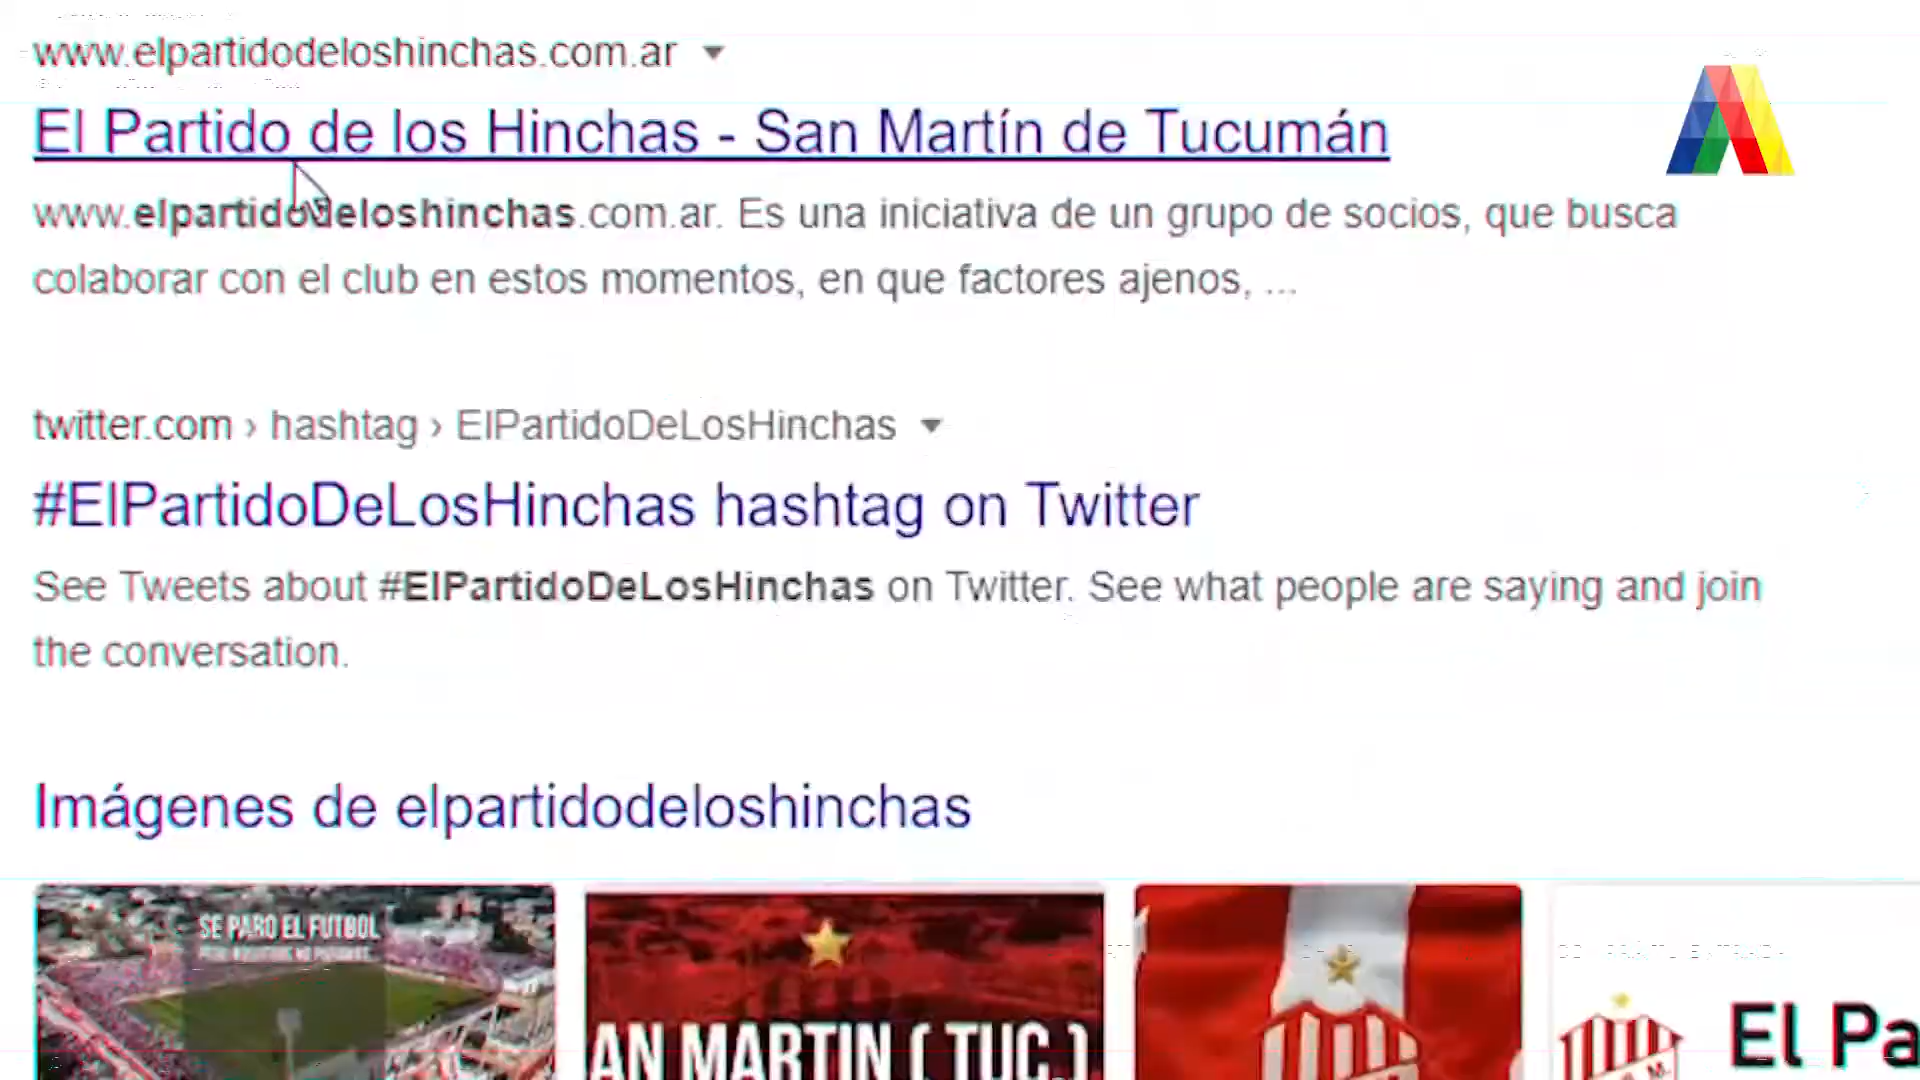 www.elpartidodeloshinchas.com.ar
El Partido de los Hinchas - San Martín de Tucumán
www.elpartidodeloshinchas.com.ar. Es una iniciativa de un grupo de socios, que busca
colaborar con el club en estos momentos, en que factores ajenos, ...
twitter.com › hashtag › ElPartidoDeLosHinchas
#ElPartidoDeLosHinchas hashtag on Twitter
See Tweets about #ElPartidoDeLosHinchas on Twitter. See what people are saying and join
the conversation.
Imágenes de elpartidodeloshinchas
SE PARO EL FUTBOL
AN MARTIN ( TUC.)
El Pa